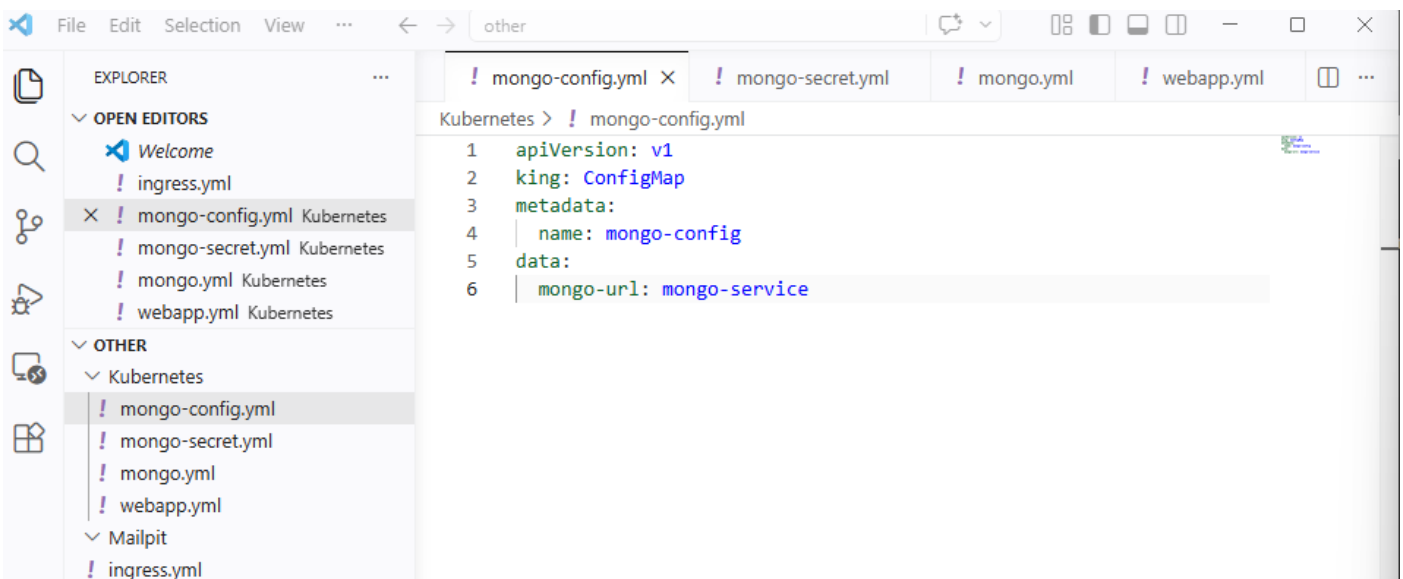 File Edit Selection View ··· other
EXPLORER ···
OPEN EDITORS
Welcome
ingress.yml
mongo-config.yml Kubernetes
mongo-secret.yml Kubernetes
mongo.yml Kubernetes
webapp.yml Kubernetes
OTHER
Kubernetes
! mongo-config.yml
! mongo-secret.yml
! mongo.yml
! webapp.yml
Mailpit
! ingress.yml
! mongo-config.yml ! mongo-secret.yml ! mongo.yml ! webapp.yml ···
Kubernetes > ! mongo-config.yml
1 apiVersion: v1
2 king: ConfigMap
3 metadata:
4 name: mongo-config
5 data:
6 mongo-url: mongo-service